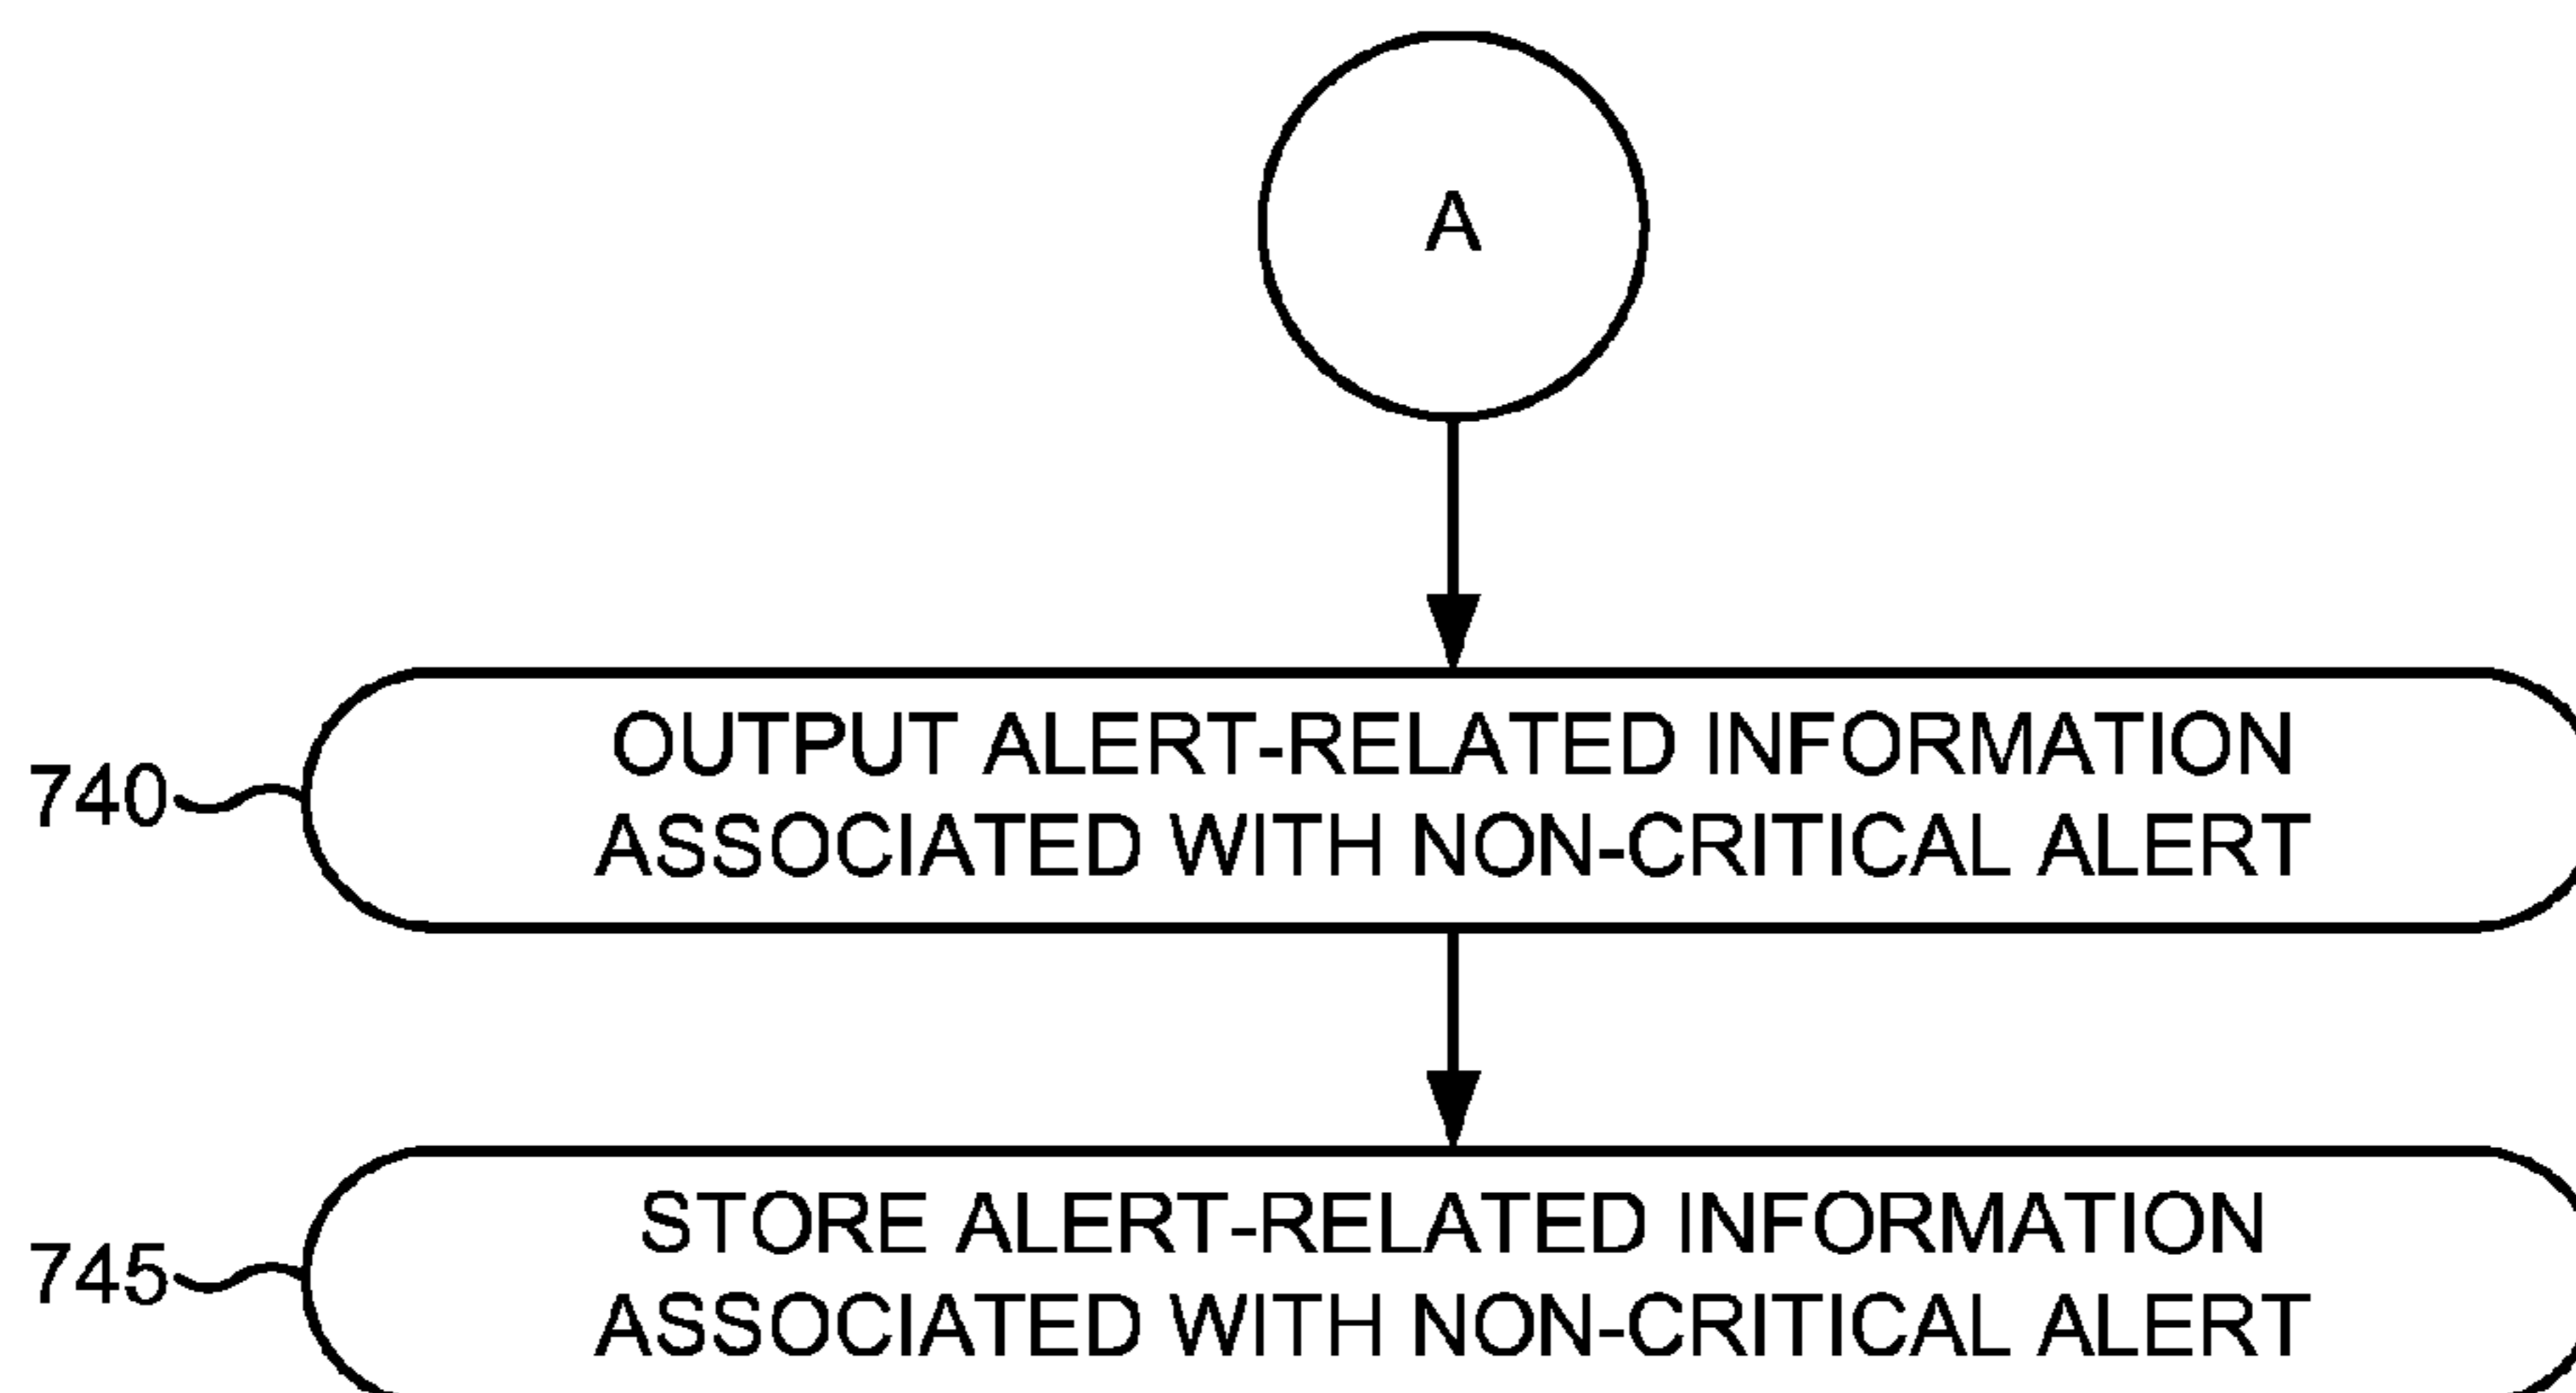 A
740
OUTPUT ALERT-RELATED INFORMATION
ASSOCIATED WITH NON-CRITICAL ALERT
745
STORE ALERT-RELATED INFORMATION
ASSOCIATED WITH NON-CRITICAL ALERT